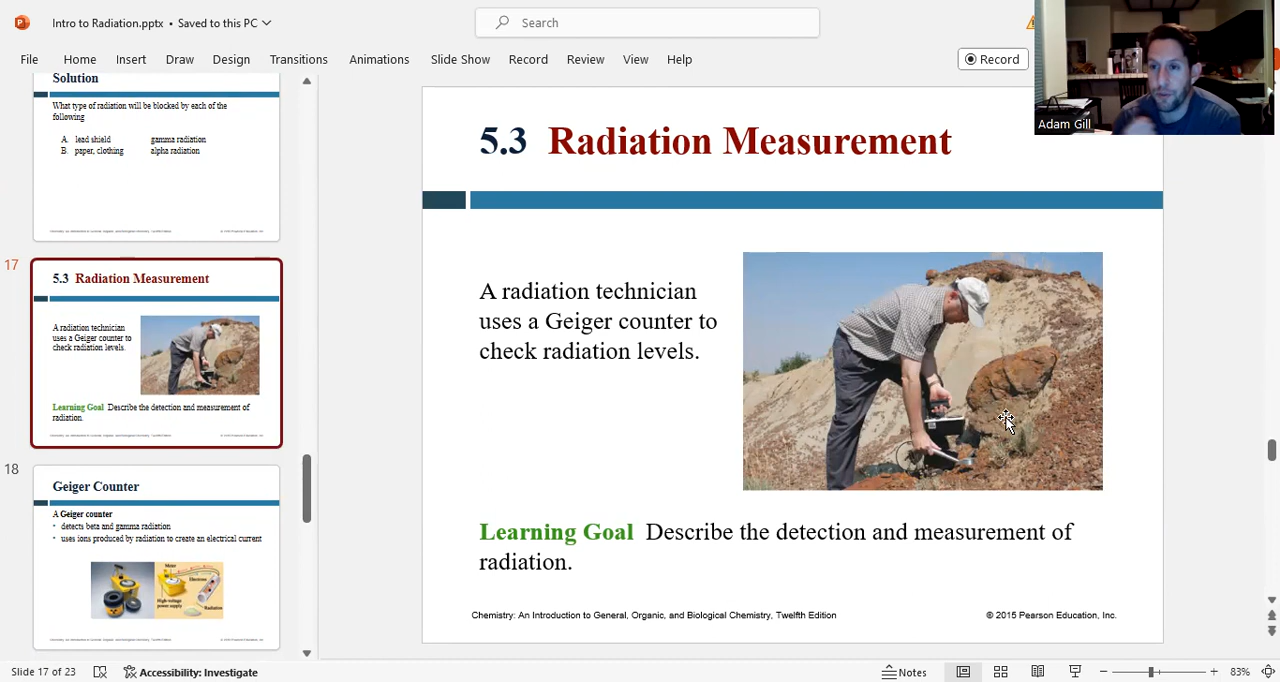 Intro to Radiation.pptx • Saved to this PC
Search
File Home Insert Draw Design Transitions Animations Slide Show Record Review View Help
Record
Adam Gill
Solution
What type of radiation will be blocked by each of the
following
A. lead shield gamma radiation
B. paper, clothing alpha radiation
17
5.3 Radiation Measurement
A radiation technician
uses a Geiger counter to
check radiation levels.
Learning Goal Describe the detection and measurement of
radiation.
18
Geiger Counter
A Geiger counter
• detects beta and gamma radiation
• uses ions produced by radiation to create an electrical current
Meter
Electrons
High-voltage
power supply
Radiation
5.3 Radiation Measurement
A radiation technician
uses a Geiger counter to
check radiation levels.
Learning Goal Describe the detection and measurement of
radiation.
Chemistry: An Introduction to General, Organic, and Biological Chemistry, Twelfth Edition
© 2015 Pearson Education, Inc.
Slide 17 of 23
Accessibility: Investigate
Notes
83%